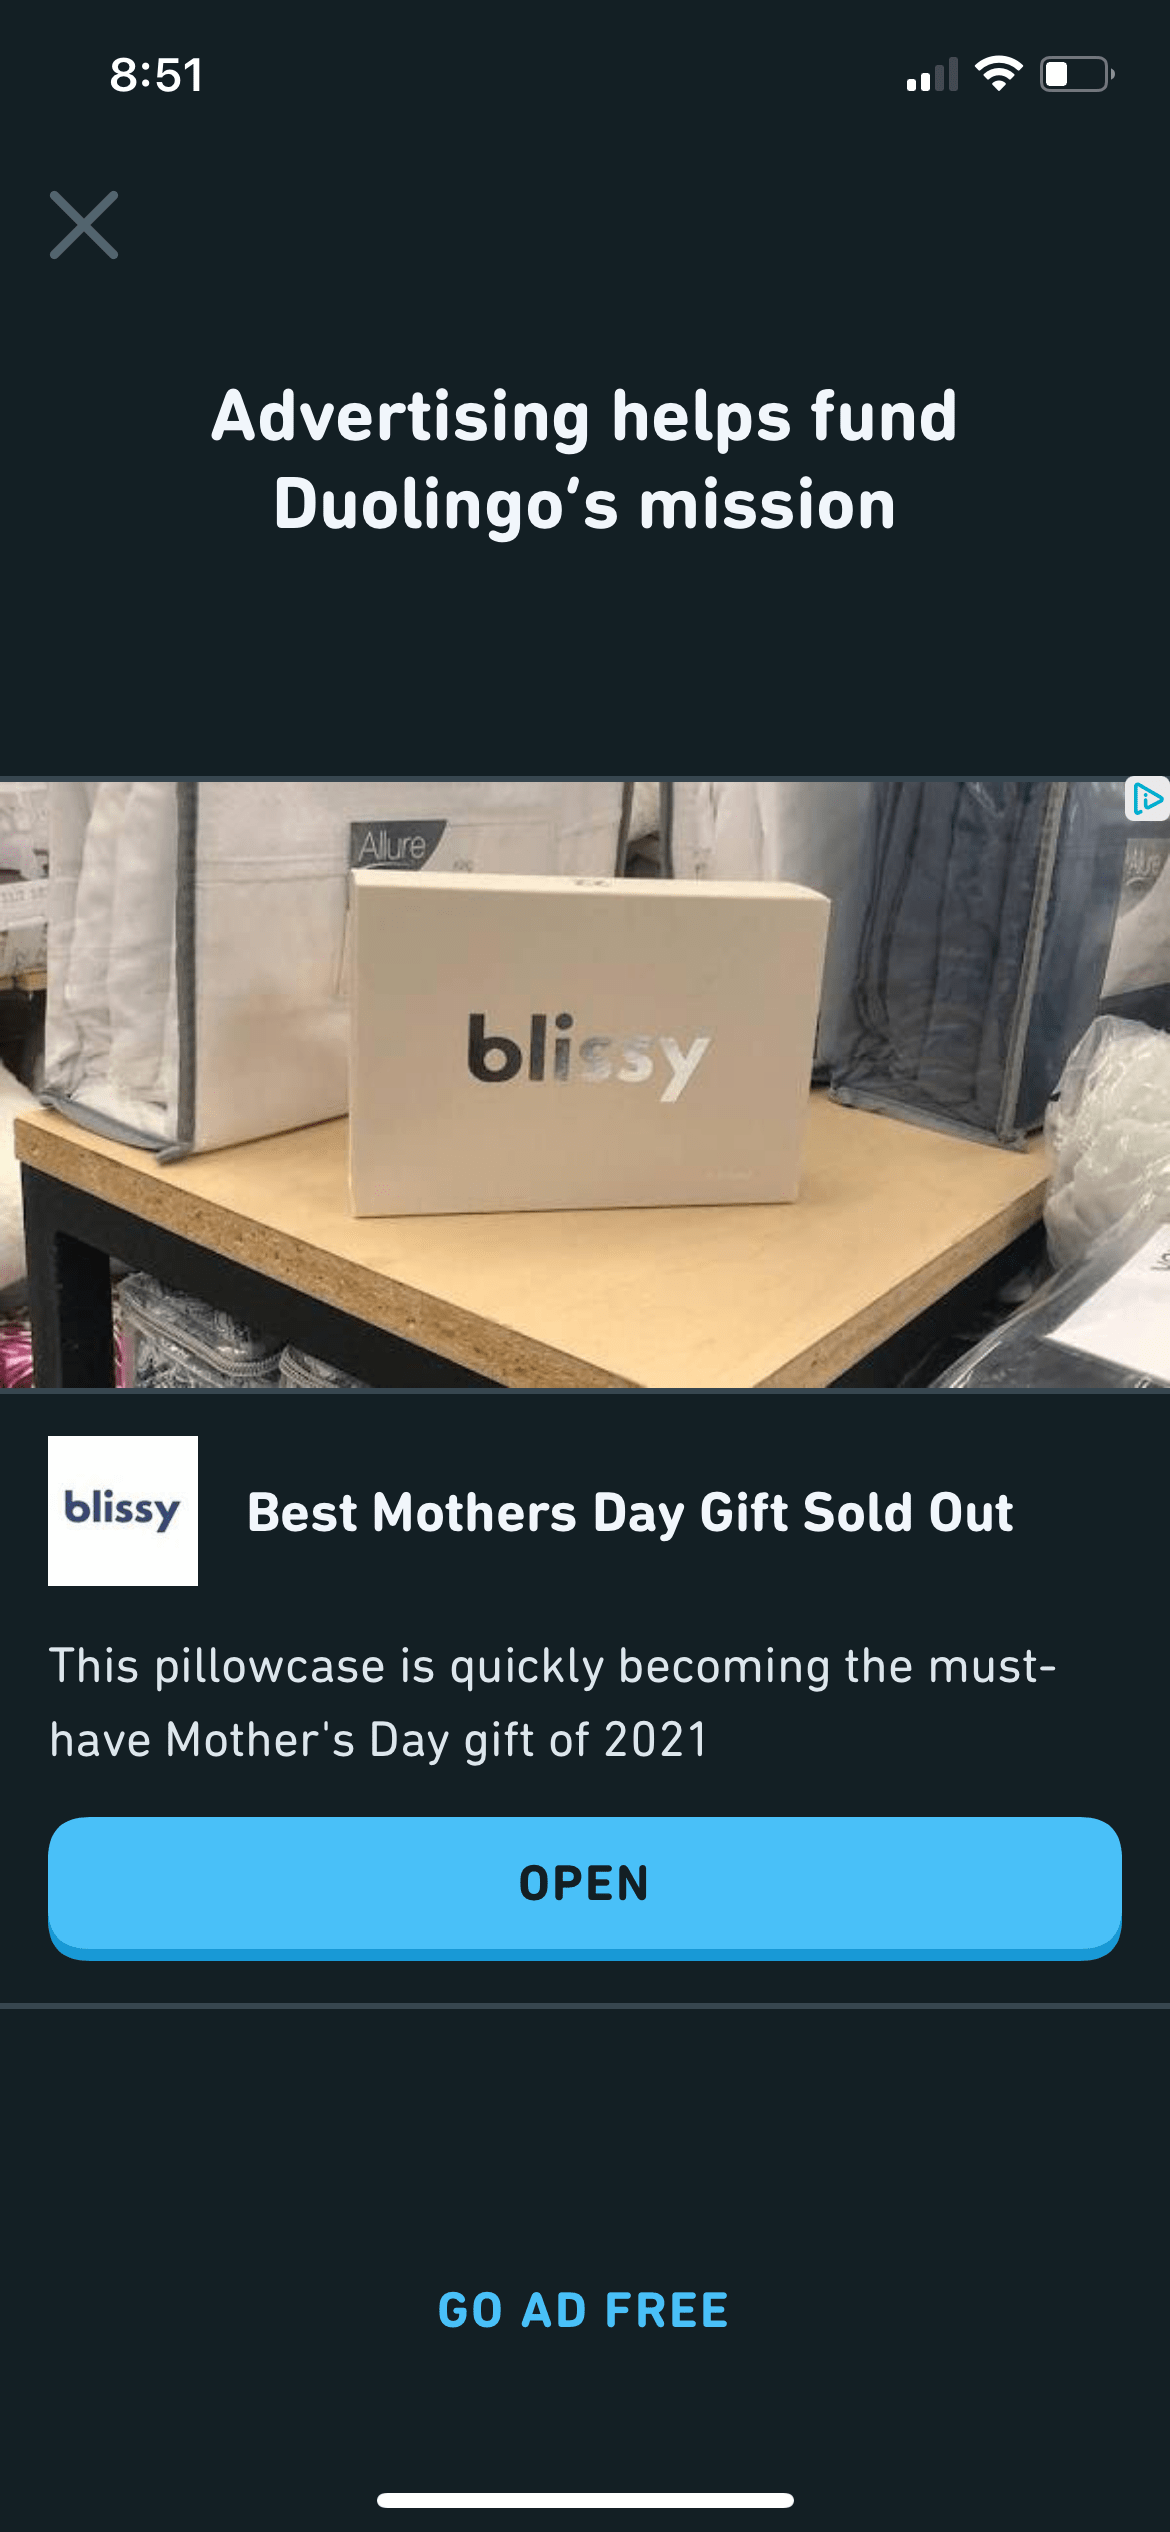 8:51
Advertising helps fund
Duolingo’s mission
Allure
Allure
blissy
blissy
Best Mothers Day Gift Sold Out
This pillowcase is quickly becoming the must-
have Mother's Day gift of 2021
OPEN
GO AD FREE